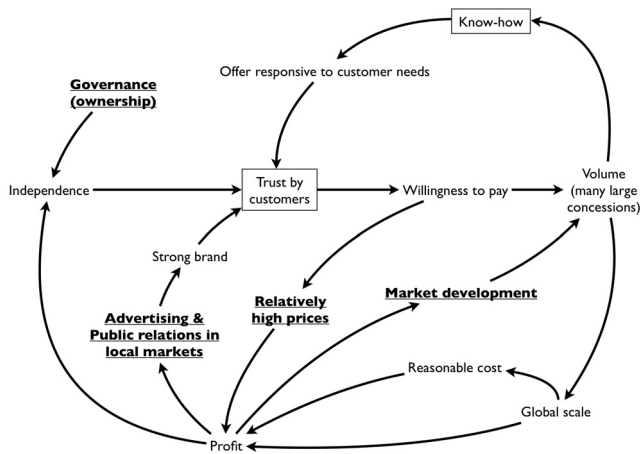 Know-how
Offer responsive to customer needs
Governance
(ownership)
Independence
Trust by
customers
Willingness to pay
Volume
(many large
concessions)
Strong brand
Advertising &
Public relations in
local markets
Relatively
high prices
Market development
Reasonable cost
Global scale
Profit